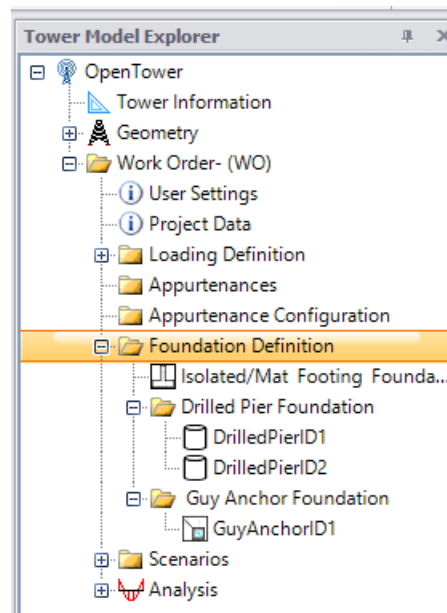 Tower Model Explorer
OpenTower
Tower Information
Geometry
Work Order- (WO)
User Settings
Project Data
Loading Definition
Appurtenances
Appurtenance Configuration
Foundation Definition
Isolated/Mat Footing Founda...
Drilled Pier Foundation
DrilledPierID1
DrilledPierID2
Guy Anchor Foundation
GuyAnchorID1
Scenarios
Analysis